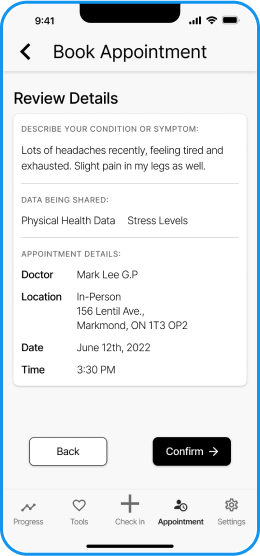 9:41
Book Appointment
Review Details
DESCRIBE YOUR CONDITION OR SYMPTOM:
Lots of headaches recently, feeling tired and
exhausted. Slight pain in my legs as well.
DATA BEING SHARED:
Physical Health Data Stress Levels
APPOINTMENT DETAILS:
Doctor Mark Lee G.P
Location In-Person
156 Lentil Ave.,
Markmond, ON 1T3 OP2
Date June 12th, 2022
Time 3:30 PM
Back Confirm →
Progress Tools Check in Appointment Settings